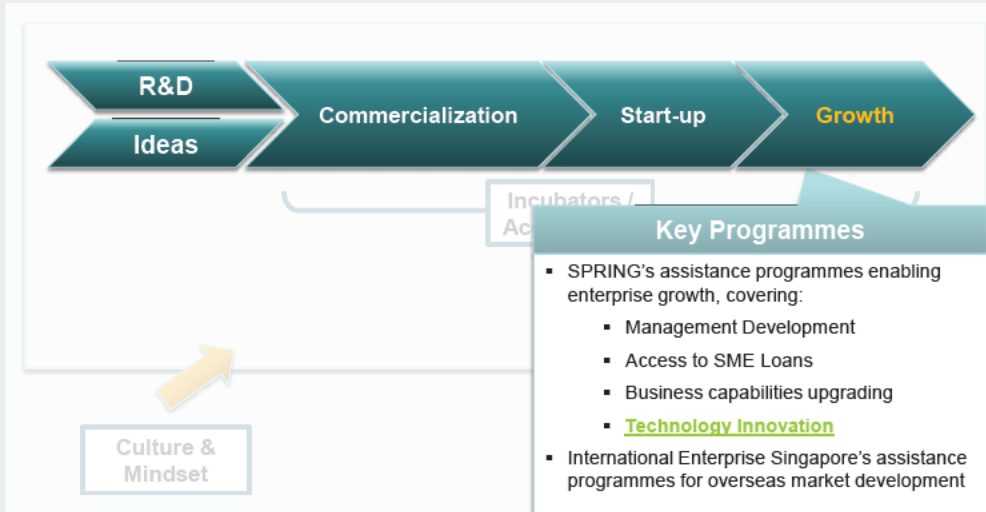 R&D
Ideas
Commercialization
Start-up
Growth
Incubators /
Key Programmes
▪ SPRING's assistance programmes enabling
enterprise growth, covering:
▪ Management Development
▪ Access to SME Loans
▪ Business capabilities upgrading
▪ Technology Innovation
▪ International Enterprise Singapore's assistance
programmes for overseas market development
Culture &
Mindset